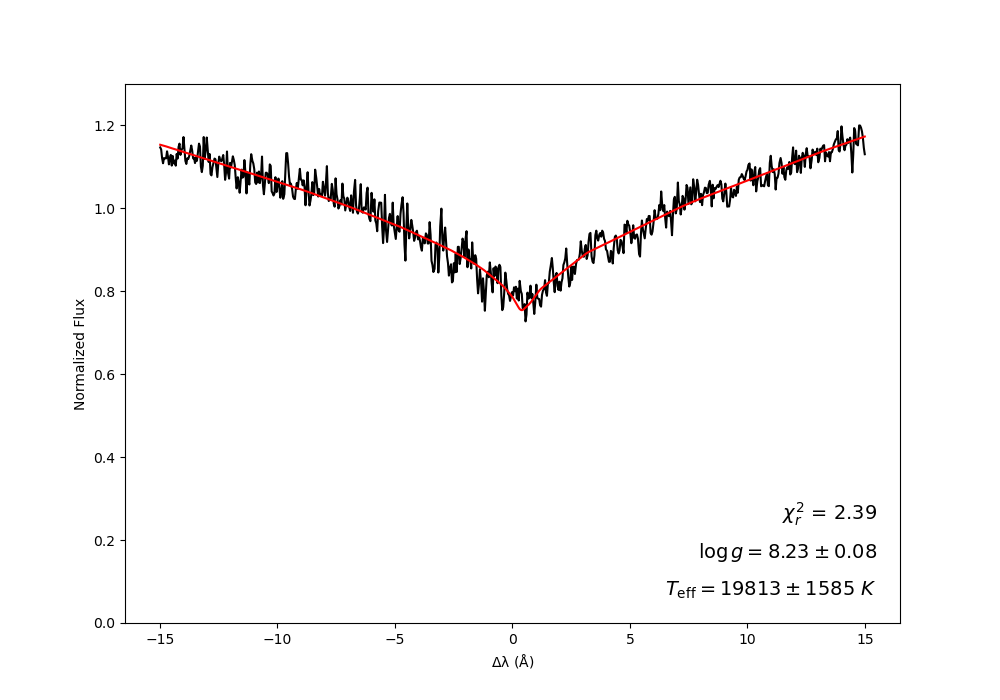 1.2
1.0
0.8
0.6
0.4
0.2
0.0
Normalized Flux
χ²ᵣ = 2.39
log g = 8.23 ± 0.08
T_eff = 19813 ± 1585 K
−15 −10 −5 0 5 10 15
Δλ (Å)